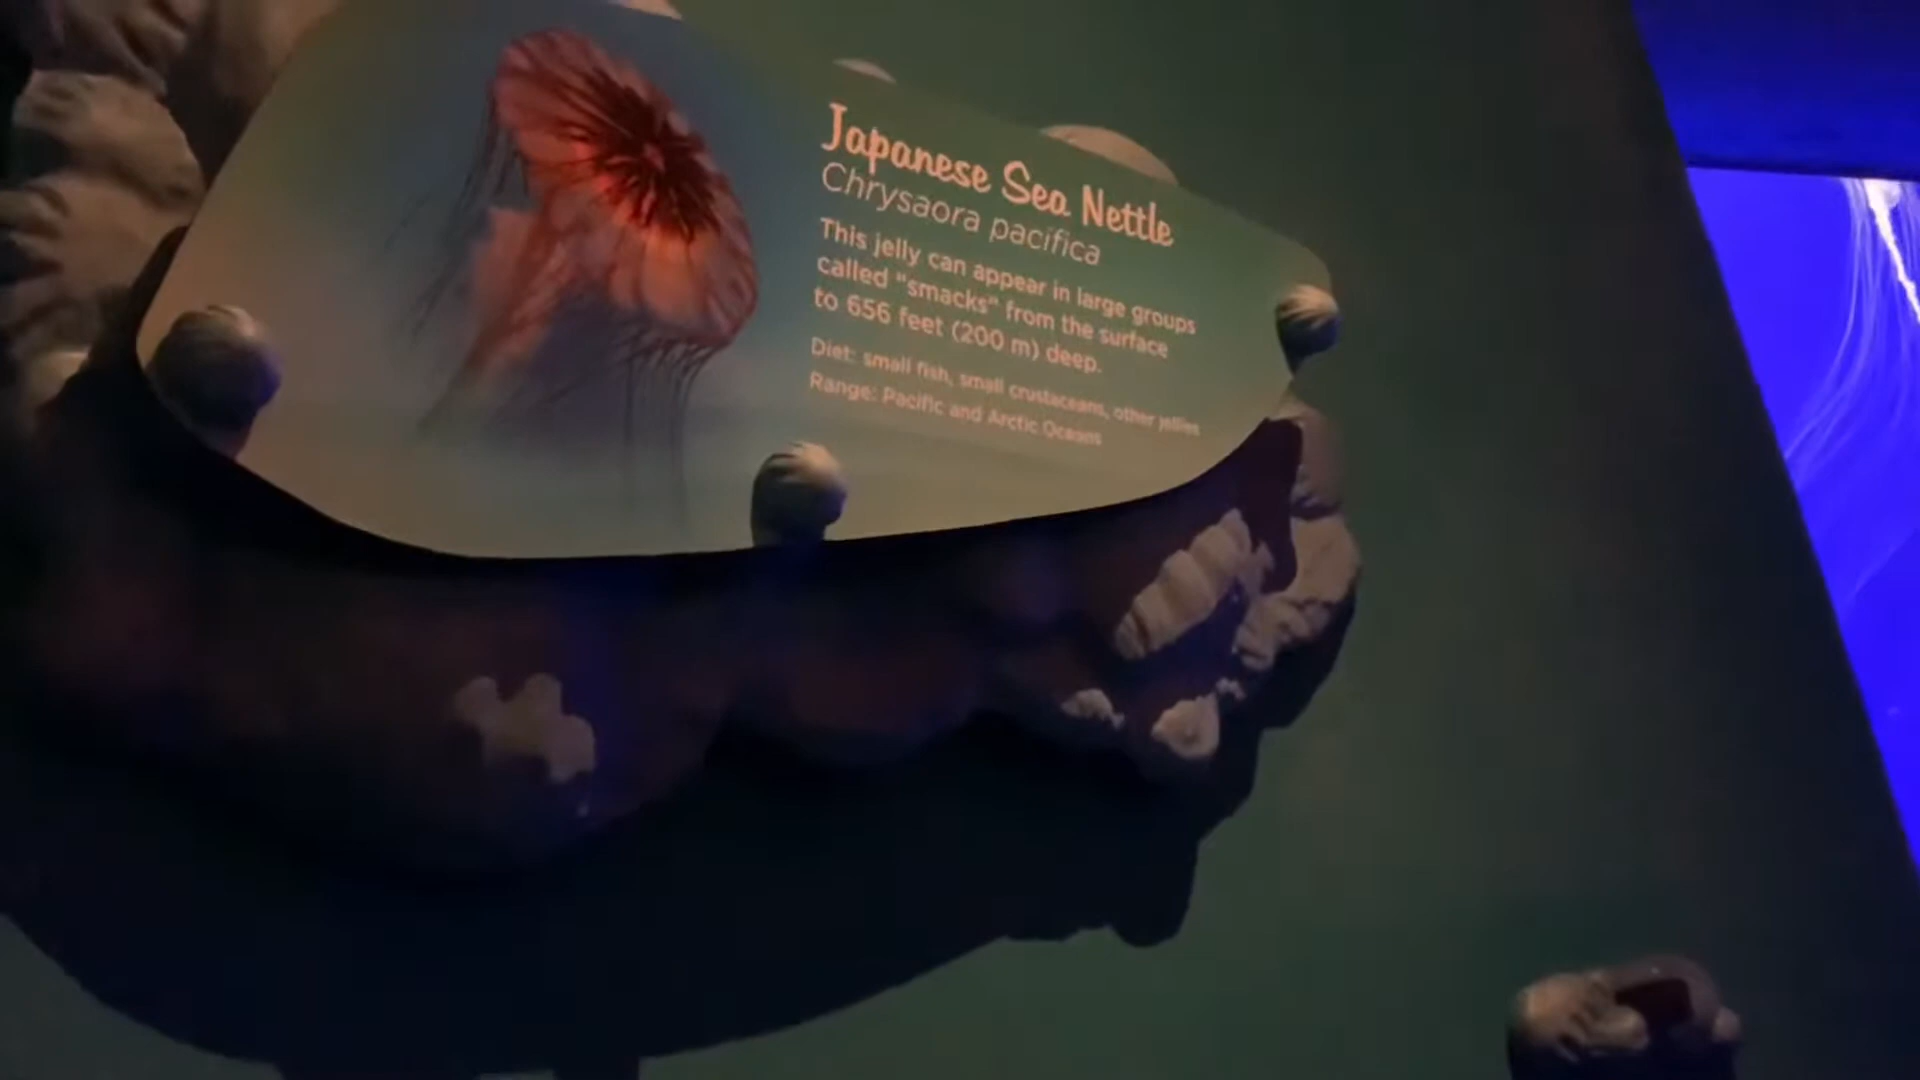 Japanese Sea Nettle
Chrysaora pacifica
This jelly can appear in large groups
called "smacks" from the surface
to 656 feet (200 m) deep.
Diet: small fish, small crustaceans, other jellies
Range: Pacific and Arctic Oceans